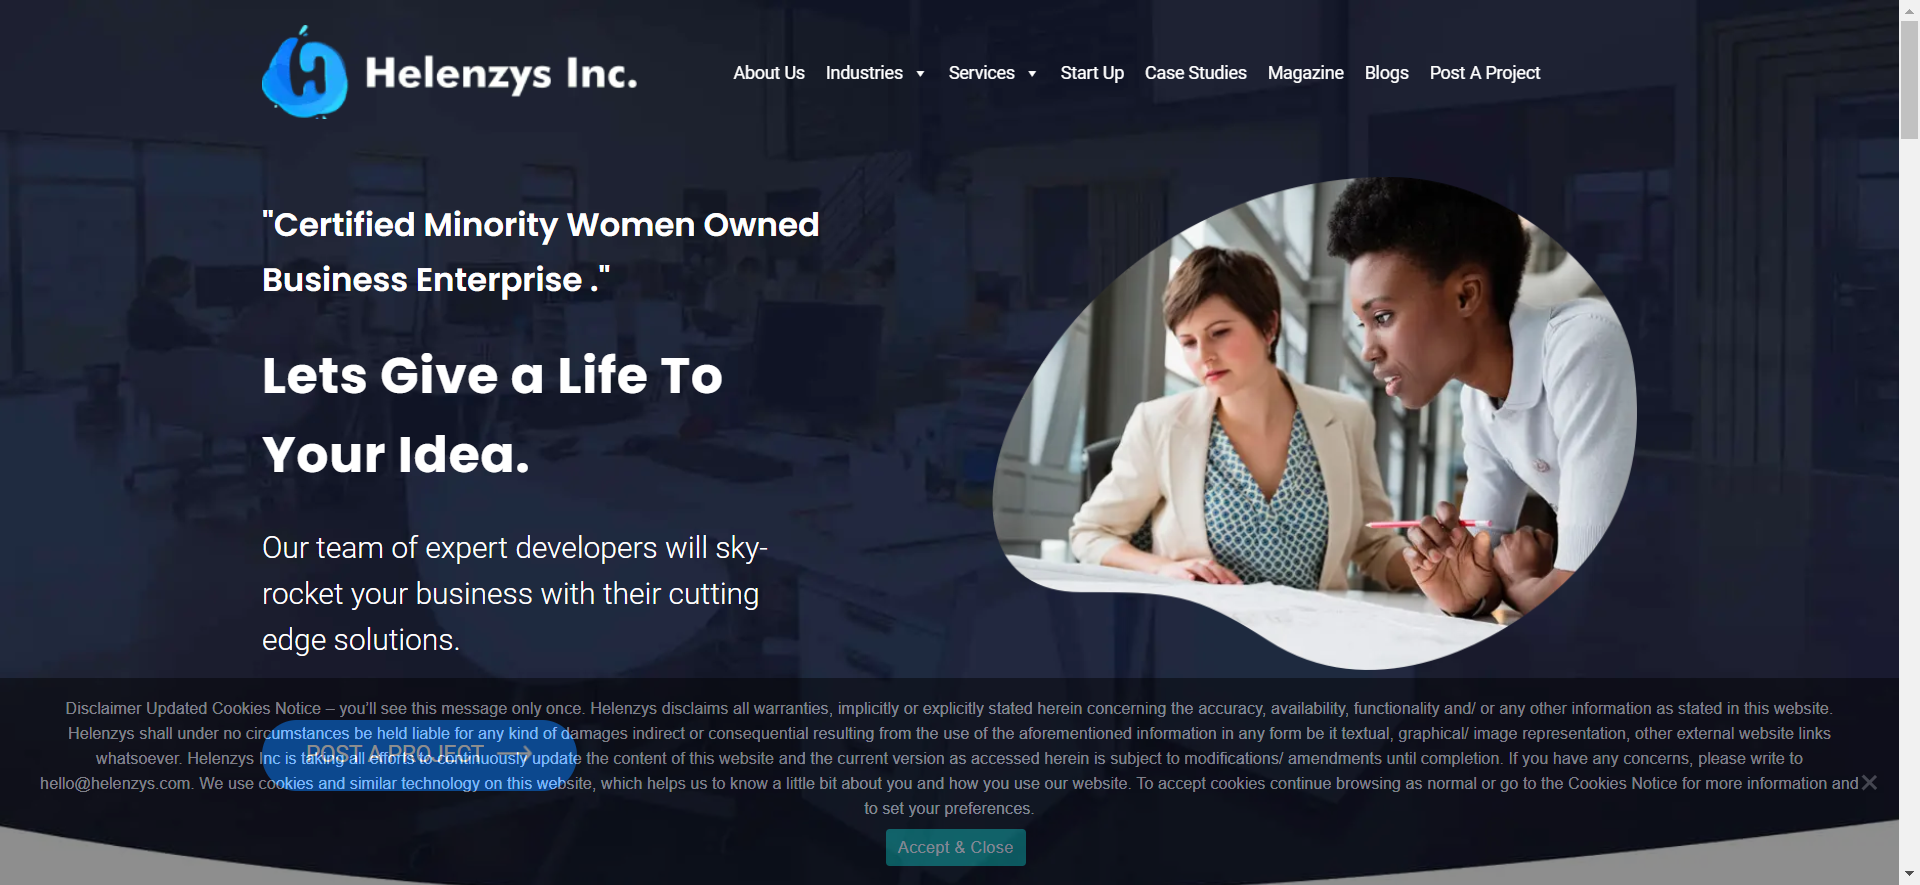 Helenzys Inc.
About Us Industries Services Start Up Case Studies Magazine Blogs Post A Project
"Certified Minority Women Owned
Business Enterprise ."
Lets Give a Life To
Your Idea.
Our team of expert developers will sky-
rocket your business with their cutting
edge solutions.
POST A PROJECT
Disclaimer Updated Cookies Notice – you’ll see this message only once. Helenzys disclaims all warranties, implicitly or explicitly stated herein concerning the accuracy, availability, functionality and/ or any other information as stated in this website.
Helenzys shall under no circumstances be held liable for any kind of damages indirect or consequential resulting from the use of the aforementioned information in any form be it textual, graphical/ image representation, other external website links
whatsoever. Helenzys Inc is taking all efforts to continuously update the content of this website and the current version as accessed herein is subject to modifications/ amendments until completion. If you have any concerns, please write to
hello@helenzys.com. We use cookies and similar technology on this website, which helps us to know a little bit about you and how you use our website. To accept cookies continue browsing as normal or go to the Cookies Notice for more information and
to set your preferences.
Accept & Close